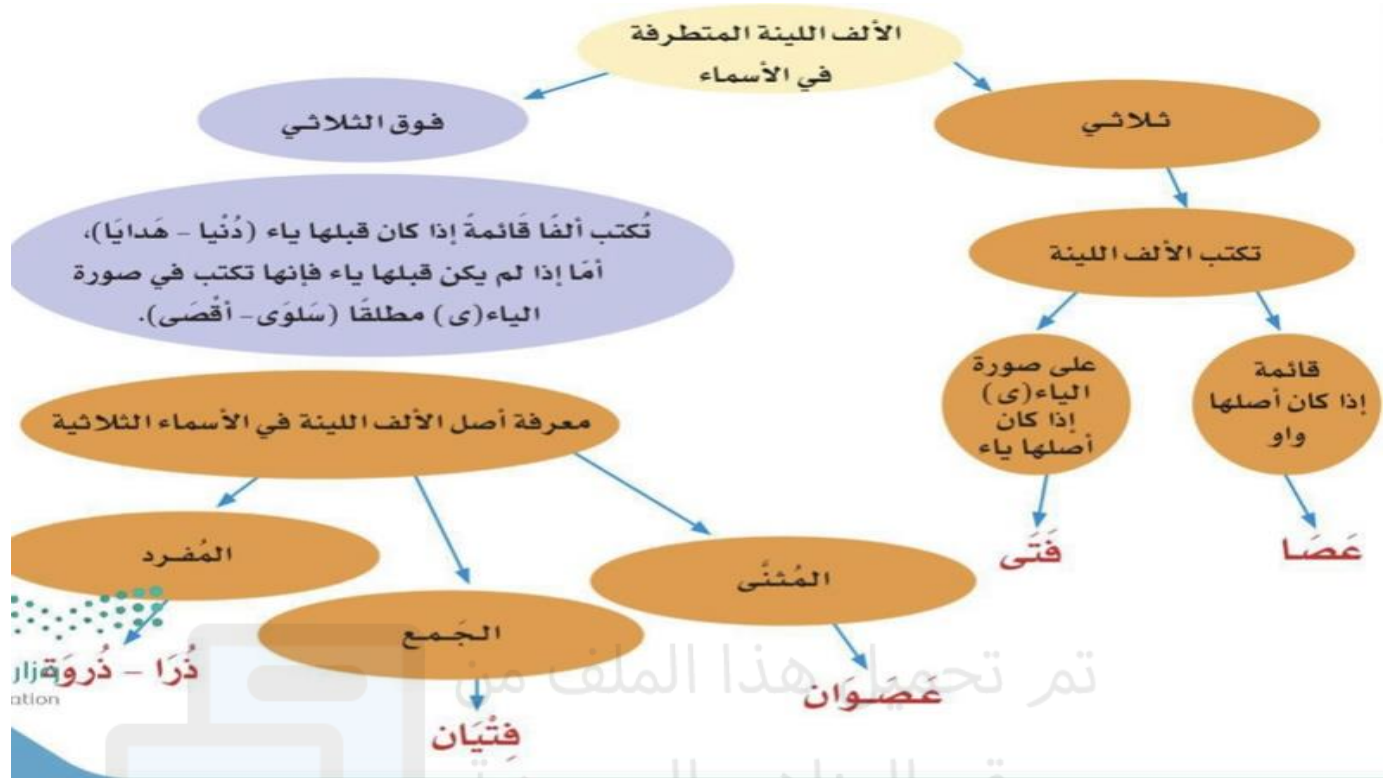 الألف اللينة المتطرفة
في الأسماء
ثلاثي
فوق الثلاثي
تكتب الألف اللينة
قائمة
إذا كان أصلها
واو
على صورة
الياء(ى)
إذا كان
أصلها ياء
عَصَا
فَتَى
تُكتب ألفًا قَائمةً إذا كان قبلها ياء (دُنْيا - هَدايَا)،
أمَا إذا لم يكن قبلها ياء فإنها تكتب في صورة
الياء(ى) مطلقًا (سَلوَى- أقْصَى).
معرفة أصل الألف اللينة في الأسماء الثلاثية
المُثنَّى
الجَمع
المُفرد
عَصَوَان
فِتْيَان
ذُرَا - ذُروَة
ation
تم تحميل هذا الملف من